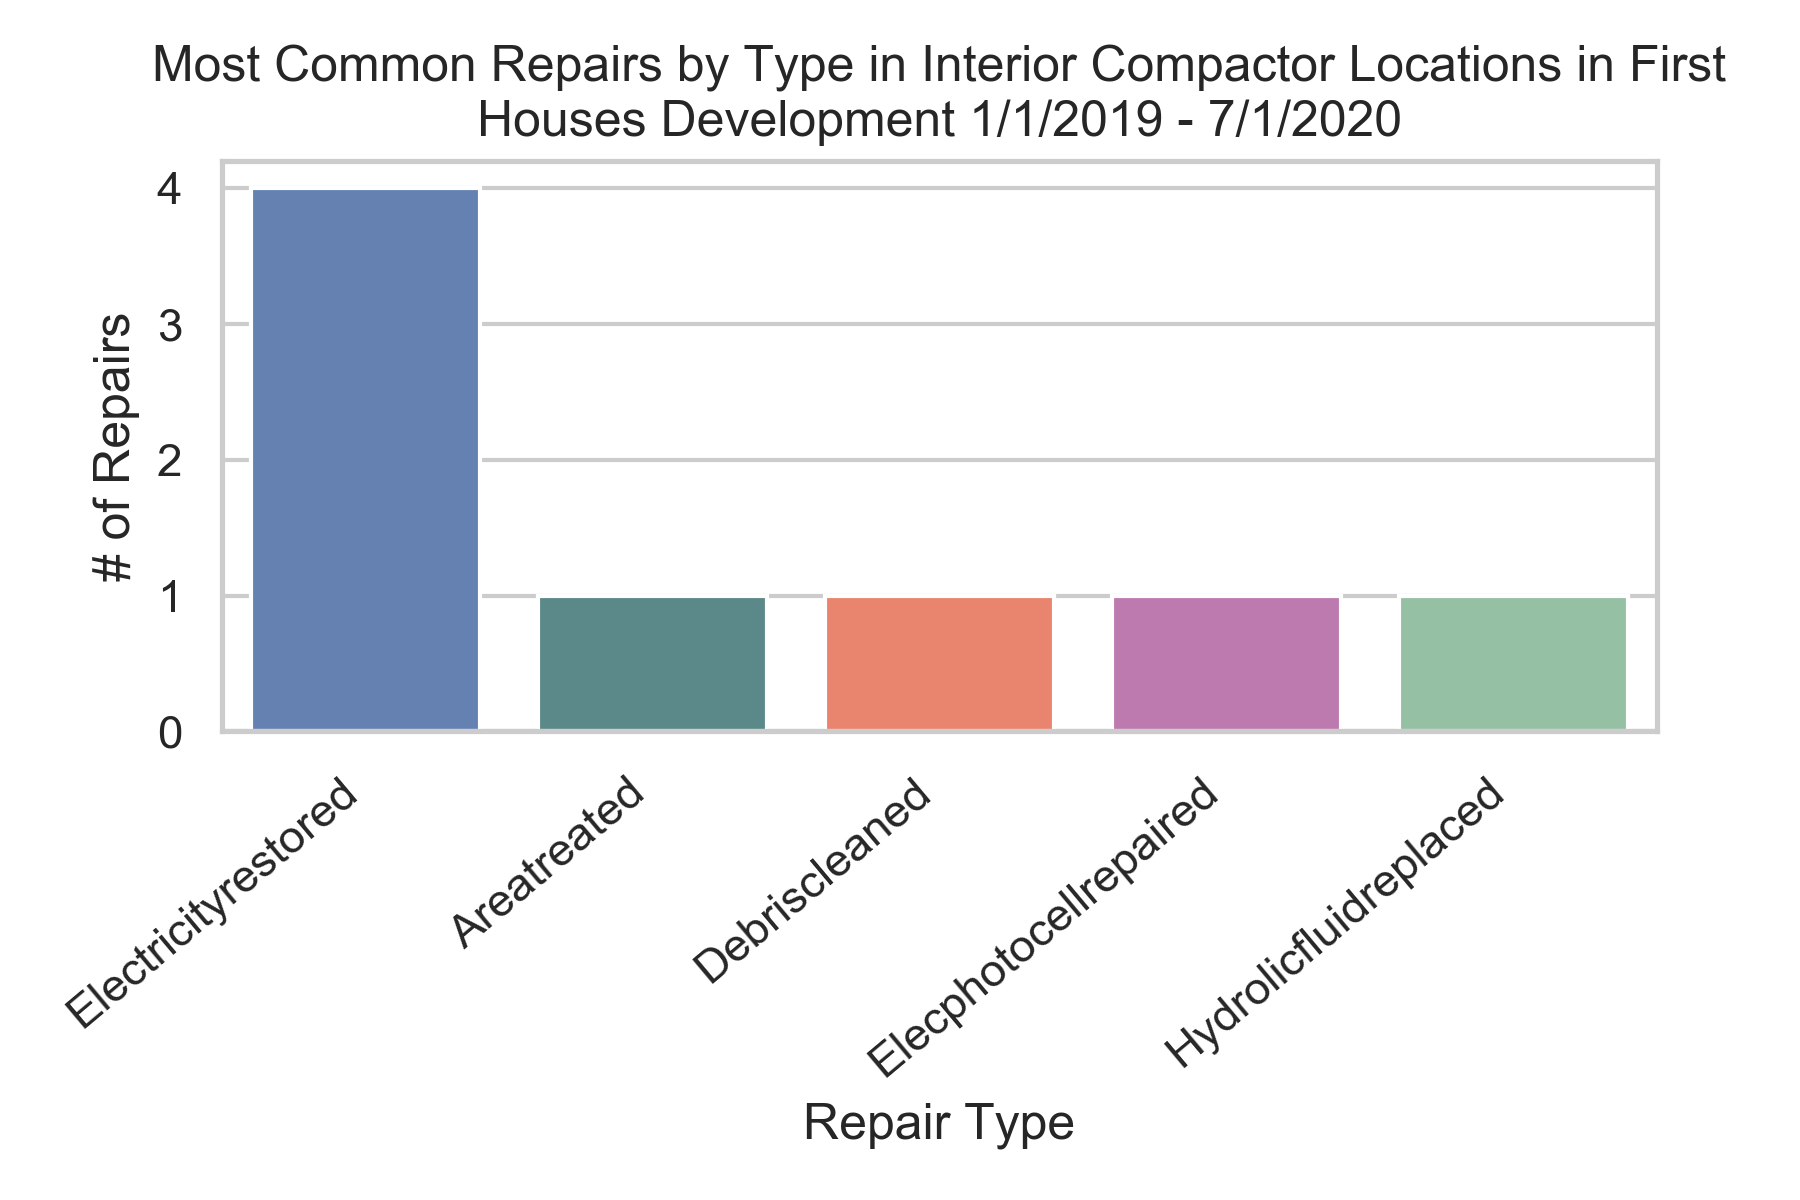 Most Common Repairs by Type in Interior Compactor Locations in First
Houses Development 1/1/2019 - 7/1/2020
# of Repairs
4
3
2
1
0
Electricityrestored
Areatreated
Debriscleaned
Elecphotocellrepaired
Hydrolicfluidreplaced
Repair Type